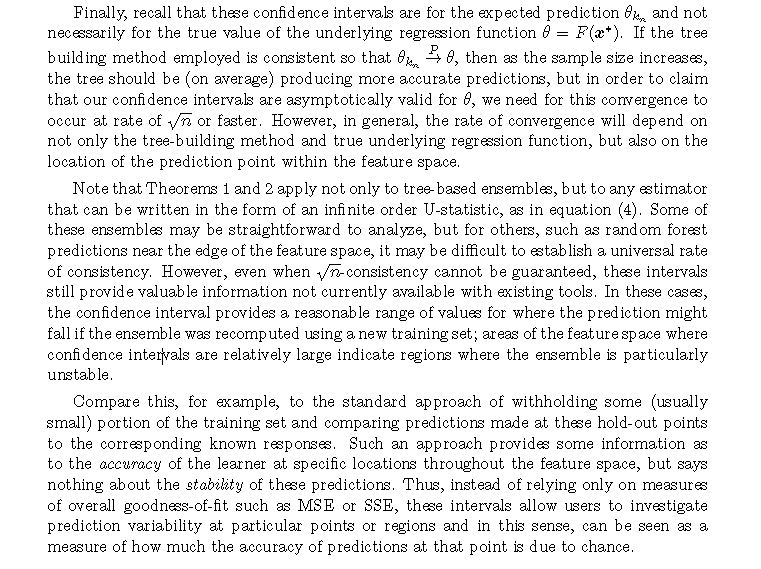 Finally, recall that these confidence intervals are for the expected prediction θ_{k_n} and not
necessarily for the true value of the underlying regression function θ = F(x*). If the tree
building method employed is consistent so that θ_{k_n} →^P θ, then as the sample size increases,
the tree should be (on average) producing more accurate predictions, but in order to claim
that our confidence intervals are asymptotically valid for θ, we need for this convergence to
occur at rate of √n or faster. However, in general, the rate of convergence will depend on
not only the tree-building method and true underlying regression function, but also on the
location of the prediction point within the feature space.
Note that Theorems 1 and 2 apply not only to tree-based ensembles, but to any estimator
that can be written in the form of an infinite order U-statistic, as in equation (4). Some of
these ensembles may be straightforward to analyze, but for others, such as random forest
predictions near the edge of the feature space, it may be difficult to establish a universal rate
of consistency. However, even when √n-consistency cannot be guaranteed, these intervals
still provide valuable information not currently available with existing tools. In these cases,
the confidence interval provides a reasonable range of values for where the prediction might
fall if the ensemble was recomputed using a new training set; areas of the feature space where
confidence intervals are relatively large indicate regions where the ensemble is particularly
unstable.
Compare this, for example, to the standard approach of withholding some (usually
small) portion of the training set and comparing predictions made at these hold-out points
to the corresponding known responses. Such an approach provides some information as
to the accuracy of the learner at specific locations throughout the feature space, but says
nothing about the stability of these predictions. Thus, instead of relying only on measures
of overall goodness-of-fit such as MSE or SSE, these intervals allow users to investigate
prediction variability at particular points or regions and in this sense, can be seen as a
measure of how much the accuracy of predictions at that point is due to chance.